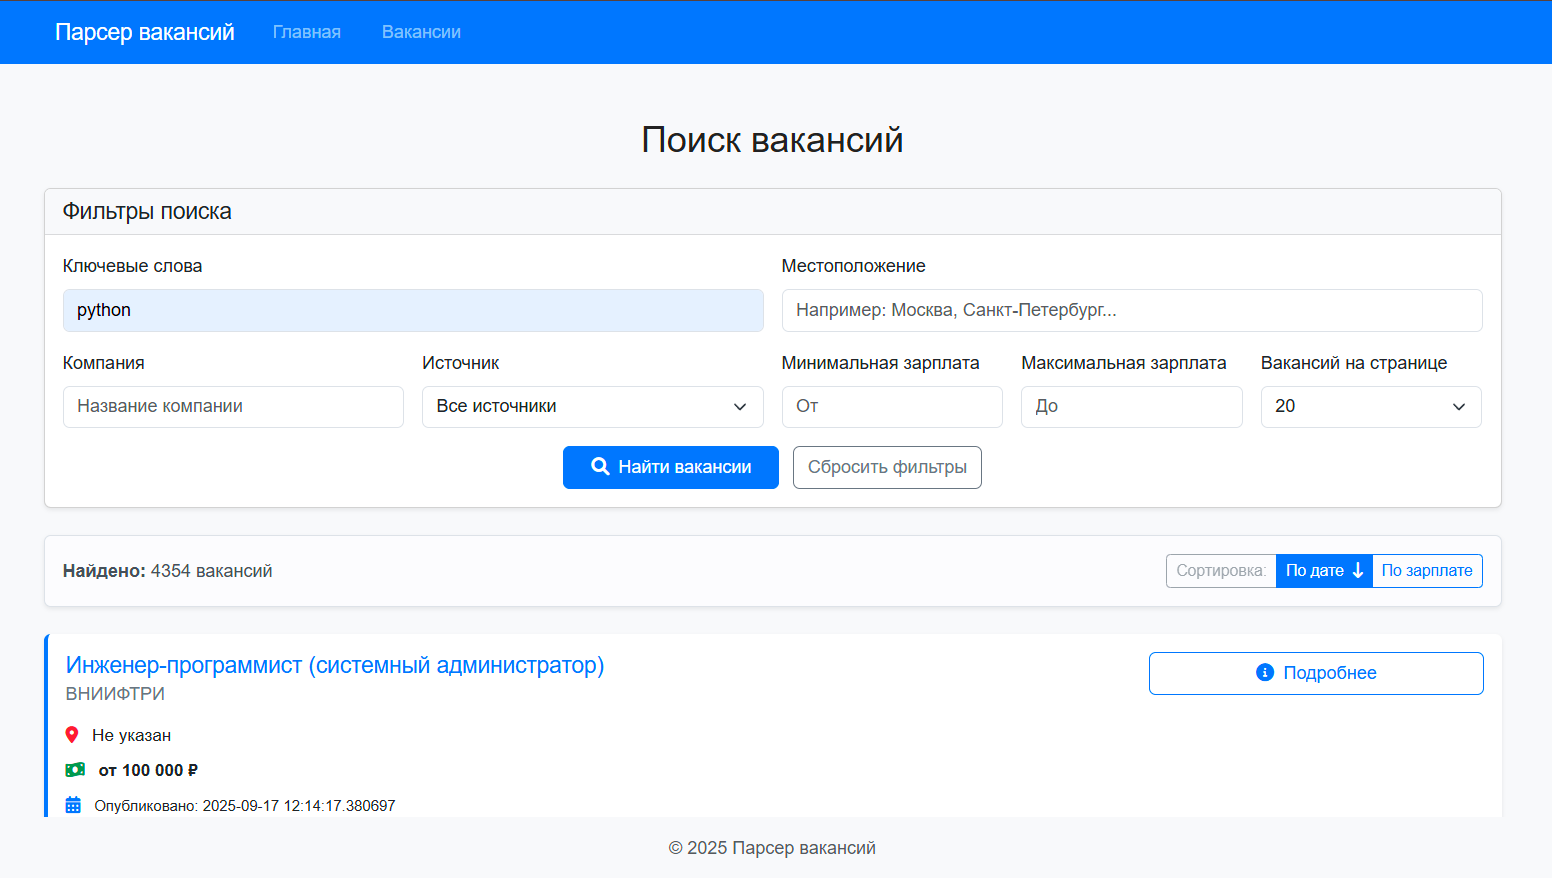 Парсер вакансий Главная Вакансии
Поиск вакансий
Фильтры поиска
Ключевые слова Местоположение
python Например: Москва, Санкт-Петербург...
Компания Источник Минимальная зарплата Максимальная зарплата Вакансий на странице
Название компании Все источники От До 20
Найти вакансии Сбросить фильтры
Найдено: 4354 вакансий Сортировка: По дате По зарплате
Инженер-программист (системный администратор) Подробнее
ВНИИФТРИ
Не указан
от 100 000 ₽
Опубликовано: 2025-09-17 12:14:17.380697
© 2025 Парсер вакансий